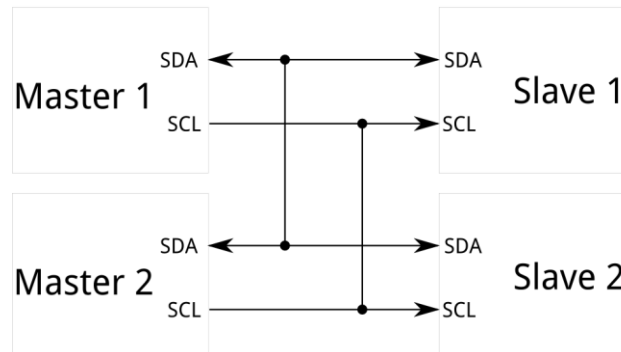 SDA
SDA
Master 1
Slave 1
SCL
SCL
SDA
SDA
Master 2
Slave 2
SCL
SCL